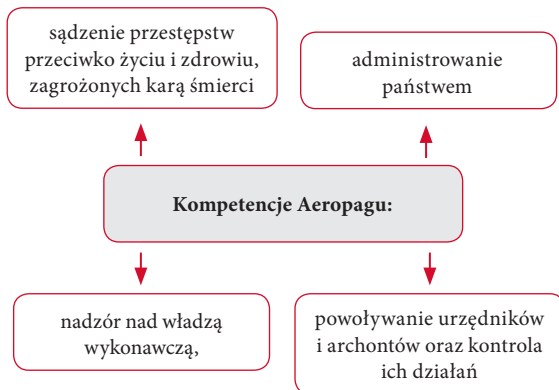 sądzenie przestępstw
przeciwko życiu i zdrowiu,
zagrożonych karą śmierci
administrowanie
państwem
Kompetencje Aeropagu:
nadzór nad władzą
wykonawczą,
powoływanie urzędników
i archontów oraz kontrola
ich działań